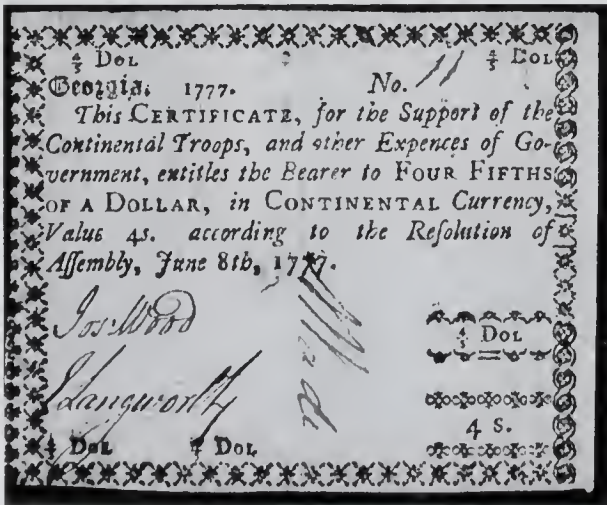 ⅘ DOL ⅘ DOL
Georgia, 1777. No. 11
This CERTIFICATE, for the Support of the
Continental Troops, and other Expences of Go-
vernment, entitles the Bearer to FOUR FIFTHS
OF A DOLLAR, in CONTINENTAL Currency,
Value 4s. according to the Reſolution of
Aſſembly, June 8th, 1777.
Jos: Wood
⅘ DOL
Langworth
4 S.
⅘ DOL ⅘ DOL